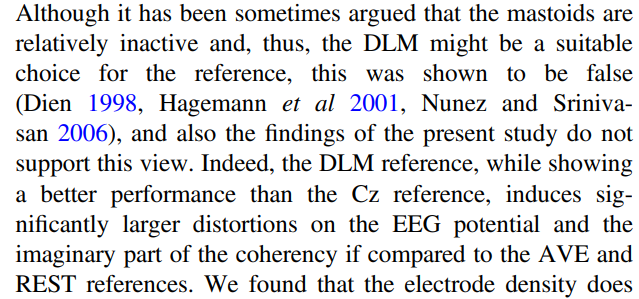 Although it has been sometimes argued that the mastoids are
relatively inactive and, thus, the DLM might be a suitable
choice for the reference, this was shown to be false
(Dien 1998, Hagemann et al 2001, Nunez and Sriniva-
san 2006), and also the findings of the present study do not
support this view. Indeed, the DLM reference, while showing
a better performance than the Cz reference, induces sig-
nificantly larger distortions on the EEG potential and the
imaginary part of the coherency if compared to the AVE and
REST references. We found that the electrode density does